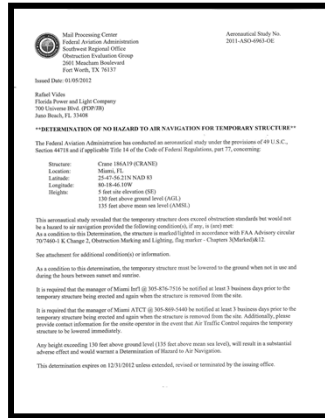 Mail Processing Center
Federal Aviation Administration
Southwest Regional Office
Obstruction Evaluation Group
2601 Meacham Boulevard
Fort Worth, TX 76137
Aeronautical Study No.
2011-ASO-6963-OE
Issued Date: 01/05/2012
Rafael Vides
Florida Power and Light Company
700 Universe Blvd. (PDP/JB)
Juno Beach, FL 33408
**DETERMINATION OF NO HAZARD TO AIR NAVIGATION FOR TEMPORARY STRUCTURE**
The Federal Aviation Administration has conducted an aeronautical study under the provisions of 49 U.S.C.,
Section 44718 and if applicable Title 14 of the Code of Federal Regulations, part 77, concerning:
Structure: Crane 186A19 (CRANE)
Location: Miami, FL
Latitude: 25-47-56.21N NAD 83
Longitude: 80-18-46.10W
Heights: 5 feet site elevation (SE)
130 feet above ground level (AGL)
135 feet above mean sea level (AMSL)
This aeronautical study revealed that the temporary structure does exceed obstruction standards but would not
be a hazard to air navigation provided the following condition(s), if any, is (are) met:
As a condition to this Determination, the structure is marked/lighted in accordance with FAA Advisory circular
70/7460-1 K Change 2, Obstruction Marking and Lighting, flag marker - Chapters 3(Marked)&12.
See attachment for additional condition(s) or information.
As a condition to this determination, the temporary structure must be lowered to the ground when not in use and
during the hours between sunset and sunrise.
It is required that the manager of Miami Int'l @ 305-876-7516 be notified at least 3 business days prior to the
temporary structure being erected and again when the structure is removed from the site.
It is required that the manager of Miami ATCT @ 305-869-5440 be notified at least 3 business days prior to the
temporary structure being erected and again when the structure is removed from the site. Additionally, please
provide contact information for the onsite operator in the event that Air Traffic Control requires the temporary
structure to be lowered immediately.
Any height exceeding 130 feet above ground level (135 feet above mean sea level), will result in a substantial
adverse effect and would warrant a Determination of Hazard to Air Navigation.
This determination expires on 12/31/2012 unless extended, revised or terminated by the issuing office.